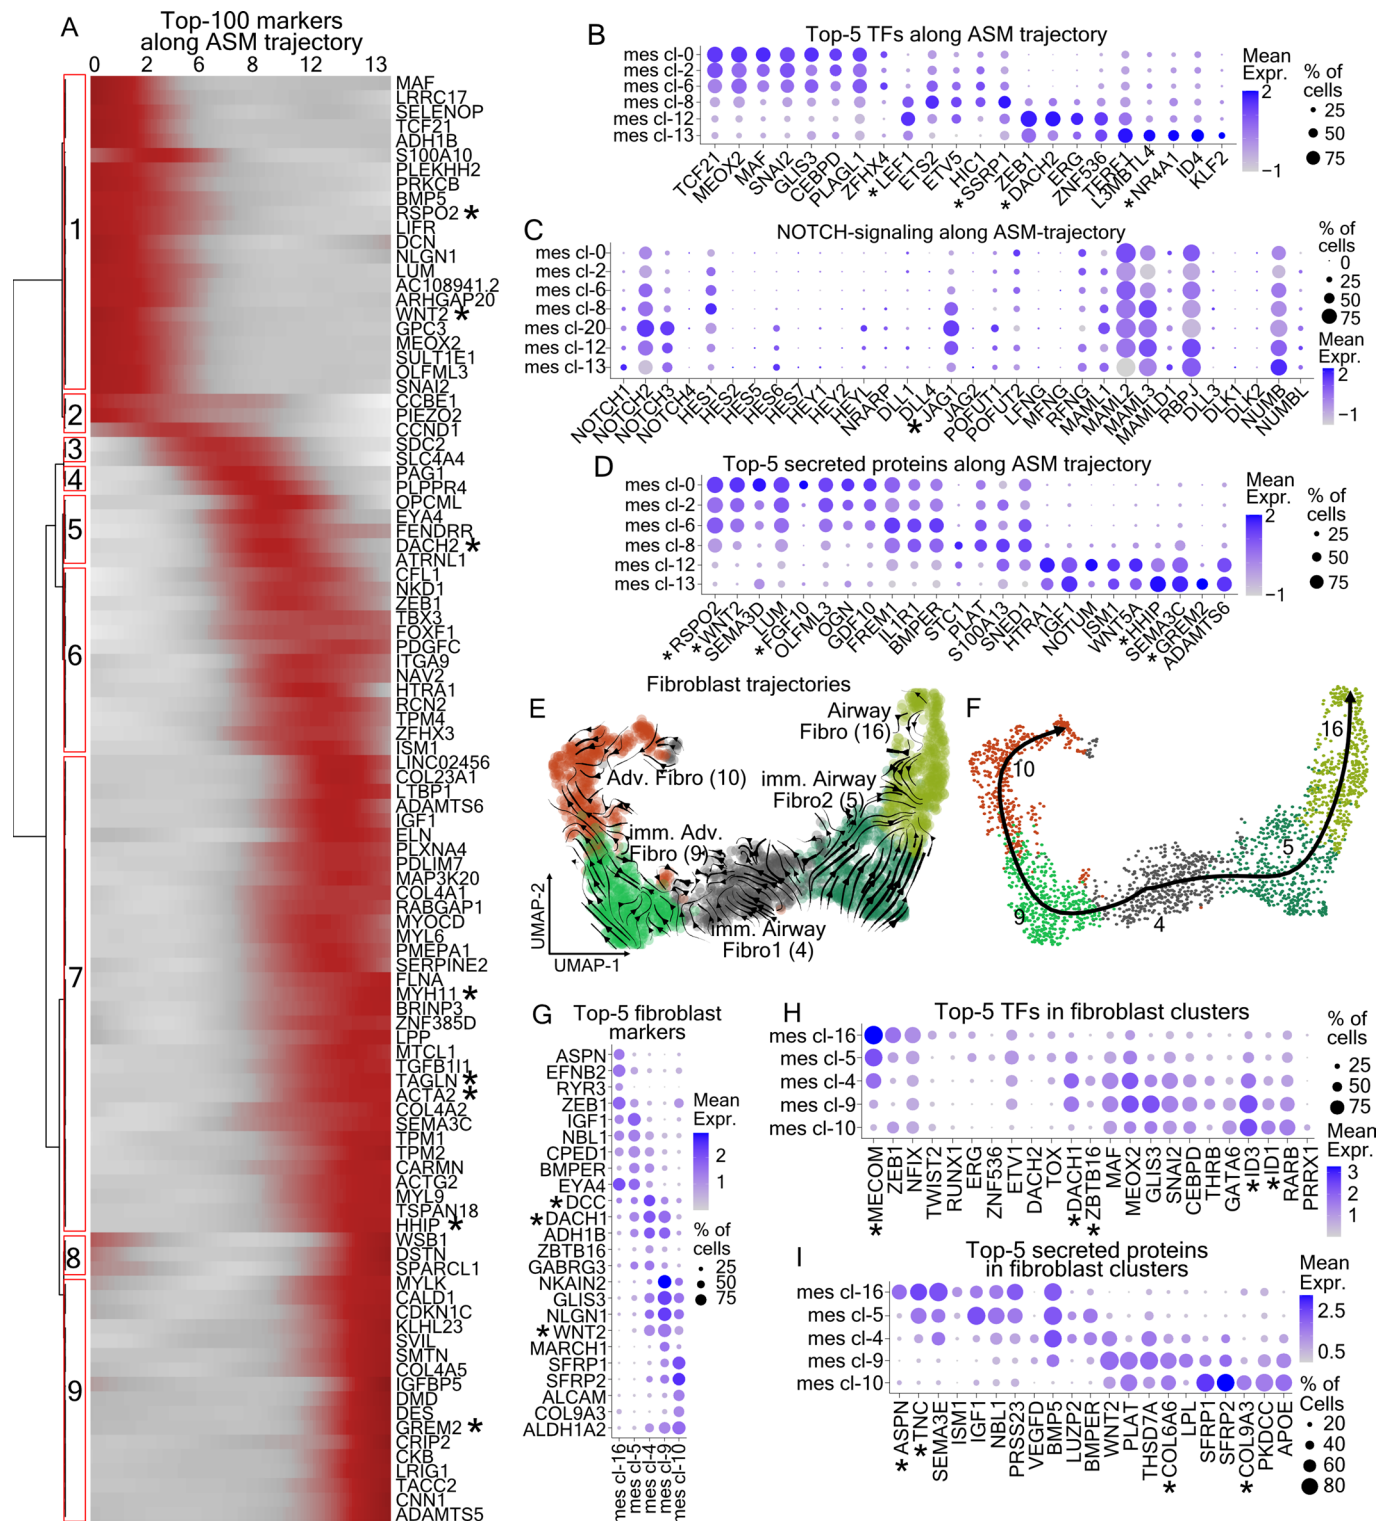 A
Top-100 markers
along ASM trajectory
0 2 6 8 12 13
1
2
3
4
5
6
7
8
9
MAF
LRRC17
SELENOP
TCF21
ADH1B
S100A10
PLEKHH2
PRKCB
BMP5
RSPO2 *
LIFR
DCN
NLGN1
LUM
AC108941.2
ARHGAP20
WNT2 *
GPC3
MEOX2
SULT1E1
OLFML3
SNAI2
CCBE1
PIEZO2
CCND1
SDC2
SLC4A4
PAG1
PLPPR4
OPCML
EYA4
FENDRR
DACH2 *
ATRNL1
CFL1
NKD1
ZEB1
TBX3
FOXF1
PDGFC
ITGA9
NAV2
HTRA1
RCN2
TPM4
ZFHX3
ISM1
LINC02456
COL23A1
LTBP1
ADAMTS6
IGF1
ELN
PLXNA4
PDLIM7
MAP3K20
COL4A1
RABGAP1
MYOCD
MYL6
PMEPA1
SERPINE2
FLNA
MYH11 *
BRINP3
ZNF385D
LPP
MTCL1
TGFB1I1
TAGLN *
ACTA2 *
COL4A2
SEMA3C
TPM1
TPM2
CARMN
ACTG2
MYL9
TSPAN18
HHIP *
WSB1
DSTN
SPARCL1
MYLK
CALD1
CDKN1C
KLHL23
SVIL
SMTN
COL4A5
IGFBP5
DMD
DES
GREM2 *
CRIP2
CKB
LRIG1
TACC2
CNN1
ADAMTS5
B
Top-5 TFs along ASM trajectory
mes cl-0
mes cl-2
mes cl-6
mes cl-8
mes cl-12
mes cl-13
TCF21 MEOX2 MAF SNAI2 GLIS3 CEBPD PLAGL1 ZFHX4 *LEF1 ETS2 ETV5 HIC1 *SSRP1 ZEB1 *DACH2 ERG ZNF536 TERF1 L3MBTL4 *NR4A1 ID4 KLF2
Mean
Expr.
2
−1
% of
cells
25
50
75
C
NOTCH-signaling along ASM-trajectory
mes cl-0
mes cl-2
mes cl-6
mes cl-8
mes cl-20
mes cl-12
mes cl-13
NOTCH1 NOTCH2 NOTCH3 NOTCH4 HES1 HES2 HES5 HES6 HES7 HEY1 HEY2 HEYL NRARP DLL1 DLL4 *JAG1 JAG2 POFUT1 POFUT2 LFNG MFNG RFNG MAML1 MAML2 MAML3 MAMLD1 RBPJ DLL3 DLK1 DLK2 NUMB NUMBL
% of
cells
0
25
50
75
Mean
Expr.
2
−1
D
Top-5 secreted proteins along ASM trajectory
mes cl-0
mes cl-2
mes cl-6
mes cl-8
mes cl-12
mes cl-13
*RSPO2 *WNT2 SEMA3D LUM *FGF10 OLFML3 OGN GDF10 FREM1 IL1R1 BMPER STC1 PLAT S100A13 SNED1 HTRA1 IGF1 NOTUM ISM1 WNT5A *HHIP SEMA3C *GREM2 ADAMTS6
Mean
Expr.
2
−1
% of
cells
25
50
75
E
Fibroblast trajectories
Airway
Fibro (16)
Adv. Fibro (10)
imm. Airway
Fibro2 (5)
imm. Adv.
Fibro (9)
imm. Airway
Fibro1 (4)
UMAP-2
UMAP-1
F
16
10
5
9
4
G
Top-5 fibroblast
markers
ASPN
EFNB2
RYR3
ZEB1
IGF1
NBL1
CPED1
BMPER
EYA4
*DCC
*DACH1
ADH1B
ZBTB16
GABRG3
NKAIN2
GLIS3
NLGN1
*WNT2
MARCH1
SFRP1
SFRP2
ALCAM
COL9A3
ALDH1A2
mes cl-16 mes cl-5 mes cl-4 mes cl-9 mes cl-10
Mean
Expr.
2
1
% of
cells
25
50
75
H
Top-5 TFs in fibroblast clusters
mes cl-16
mes cl-5
mes cl-4
mes cl-9
mes cl-10
*MECOM ZEB1 NFIX TWIST2 RUNX1 ERG ZNF536 ETV1 DACH2 TOX *DACH1 *ZBTB16 MAF MEOX2 GLIS3 SNAI2 CEBPD THRB GATA6 *ID3 *ID1 RARB PRRX1
% of
cells
25
50
75
Mean
Expr.
3
2
1
I
Top-5 secreted proteins
in fibroblast clusters
mes cl-16
mes cl-5
mes cl-4
mes cl-9
mes cl-10
*ASPN *TNC SEMA3E ISM1 IGF1 NBL1 PRSS23 VEGFD BMP5 LUZP2 BMPER WNT2 PLAT THSD7A *COL6A6 LPL SFRP1 SFRP2 *COL9A3 PKDCC APOE
Mean
Expr.
2.5
0.5
% of
Cells
20
40
60
80